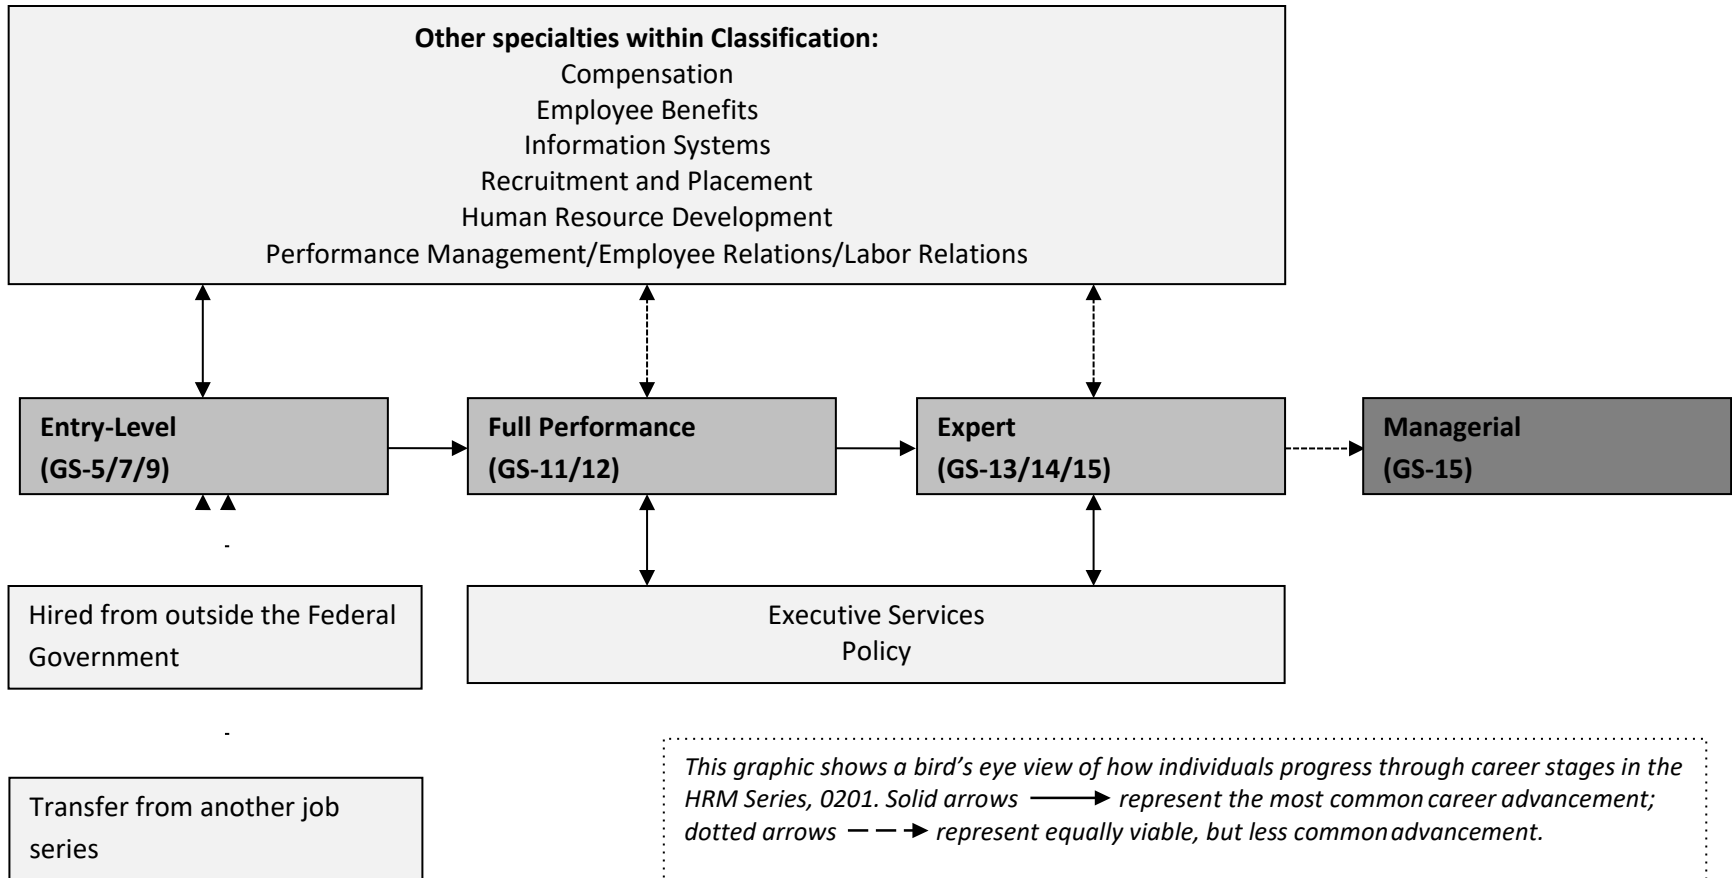 Other specialties within Classification:
Compensation
Employee Benefits
Information Systems
Recruitment and Placement
Human Resource Development
Performance Management/Employee Relations/Labor Relations
Entry-Level
(GS-5/7/9)
Full Performance
(GS-11/12)
Expert
(GS-13/14/15)
Managerial
(GS-15)
Hired from outside the Federal
Government
Executive Services
Policy
Transfer from another job
series
This graphic shows a bird’s eye view of how individuals progress through career stages in the
HRM Series, 0201. Solid arrows represent the most common career advancement;
dotted arrows represent equally viable, but less common advancement.